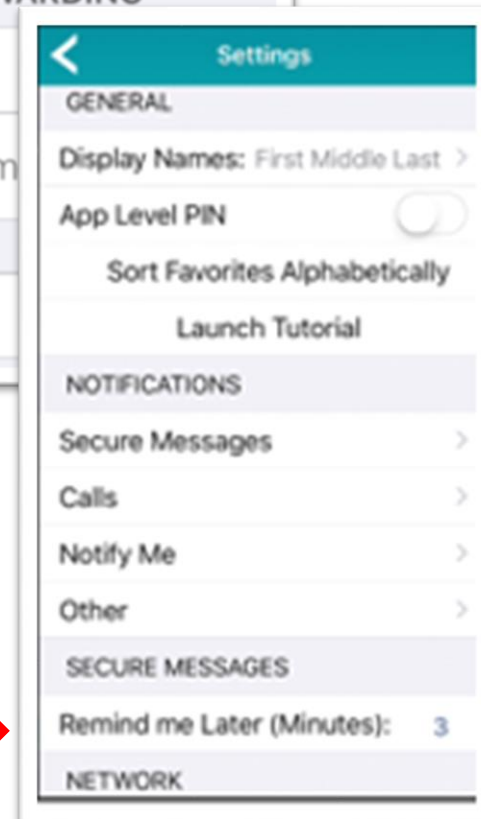 Settings
GENERAL
Display Names: First Middle Last
App Level PIN
Sort Favorites Alphabetically
Launch Tutorial
NOTIFICATIONS
Secure Messages
Calls
Notify Me
Other
SECURE MESSAGES
Remind me Later (Minutes): 3
NETWORK